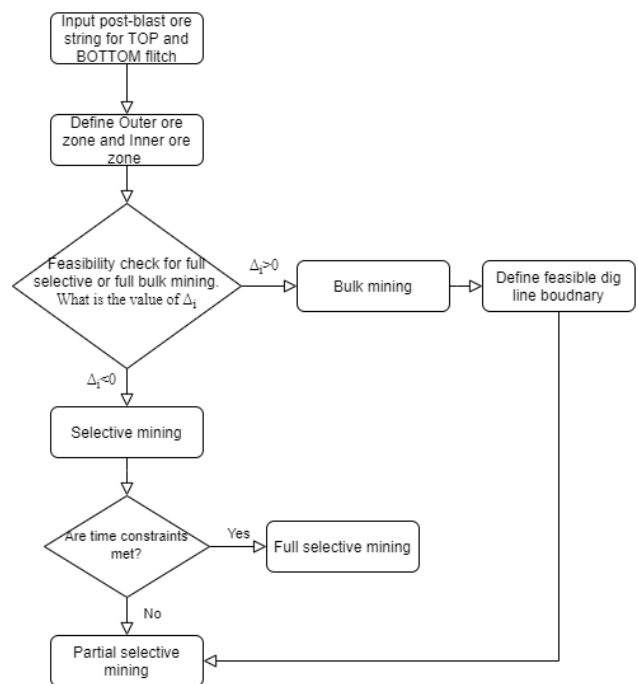 Input post-blast ore
string for TOP and
BOTTOM flitch
Define Outer ore
zone and Inner ore
zone
Feasibility check for full
selective or full bulk mining.
What is the value of Δi
Δi>0
Bulk mining
Define feasible dig
line boudnary
Δi<0
Selective mining
Are time constraints
met?
Yes
Full selective mining
No
Partial selective
mining